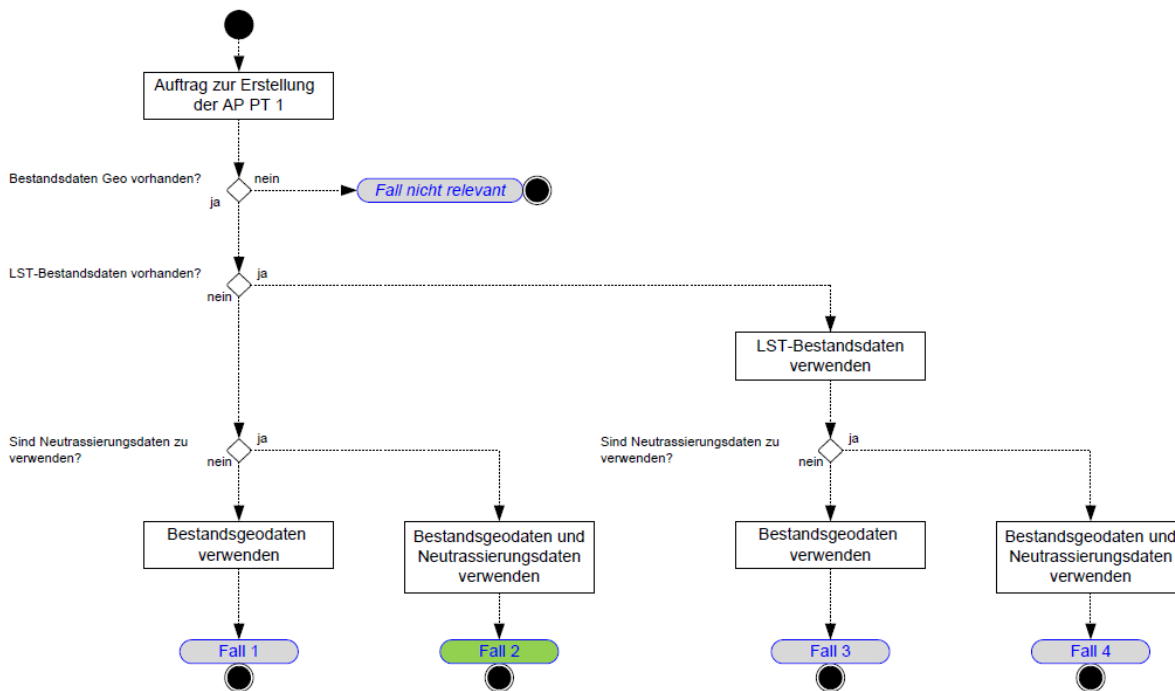 Auftrag zur Erstellung
der AP PT 1
Bestandsdaten Geo vorhanden?
nein
ja
Fall nicht relevant
LST-Bestandsdaten vorhanden?
ja
nein
LST-Bestandsdaten
verwenden
Sind Neutrassierungsdaten zu
verwenden?
ja
nein
Sind Neutrassierungsdaten zu
verwenden?
ja
nein
Bestandsgeodaten
verwenden
Bestandsgeodaten und
Neutrassierungsdaten
verwenden
Bestandsgeodaten
verwenden
Bestandsgeodaten und
Neutrassierungsdaten
verwenden
Fall 1
Fall 2
Fall 3
Fall 4